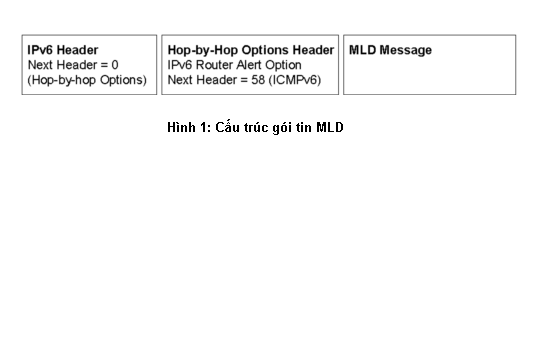 IPv6 Header
Next Header = 0
(Hop-by-hop Options)
Hop-by-Hop Options Header
IPv6 Router Alert Option
Next Header = 58 (ICMPv6)
MLD Message
Hình 1: Cấu trúc gói tin MLD